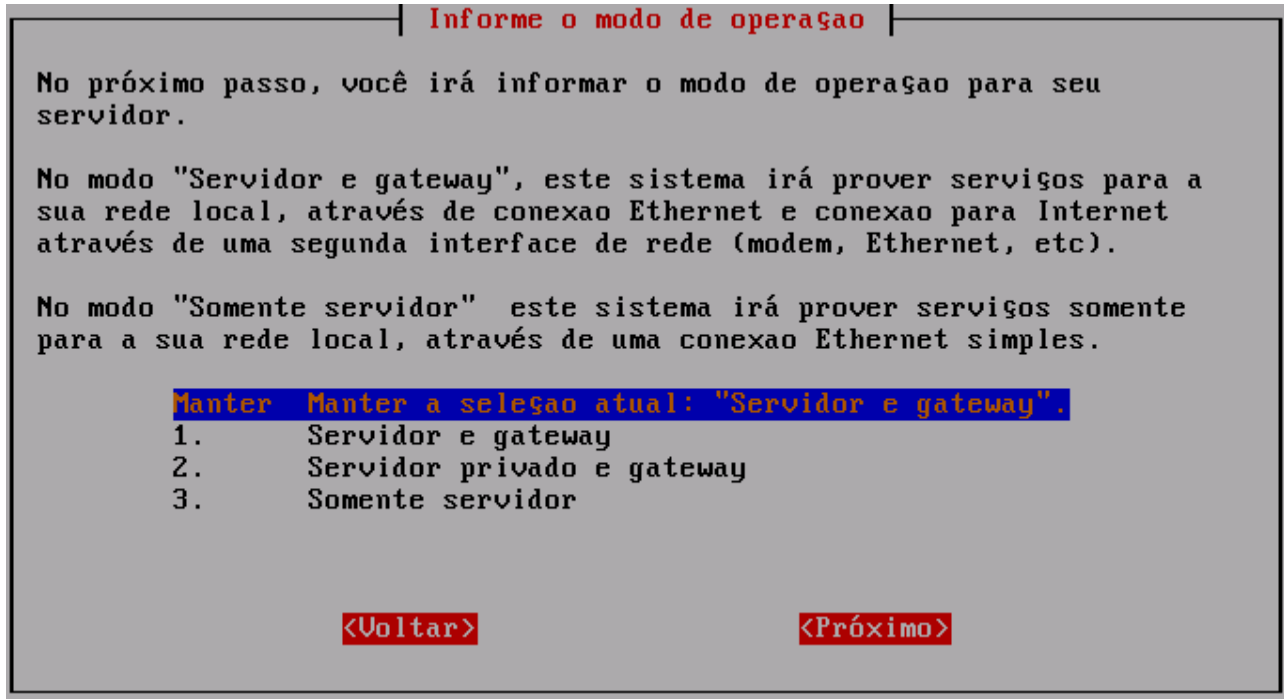 Informe o modo de operaçao
No próximo passo, você irá informar o modo de operaçao para seu
servidor.
No modo "Servidor e gateway", este sistema irá prover serviços para a
sua rede local, através de conexao Ethernet e conexao para Internet
através de uma segunda interface de rede (modem, Ethernet, etc).
No modo "Somente servidor"  este sistema irá prover serviços somente
para a sua rede local, através de uma conexao Ethernet simples.
Manter  Manter a seleçao atual: "Servidor e gateway".
1.      Servidor e gateway
2.      Servidor privado e gateway
3.      Somente servidor
<Voltar> <Próximo>